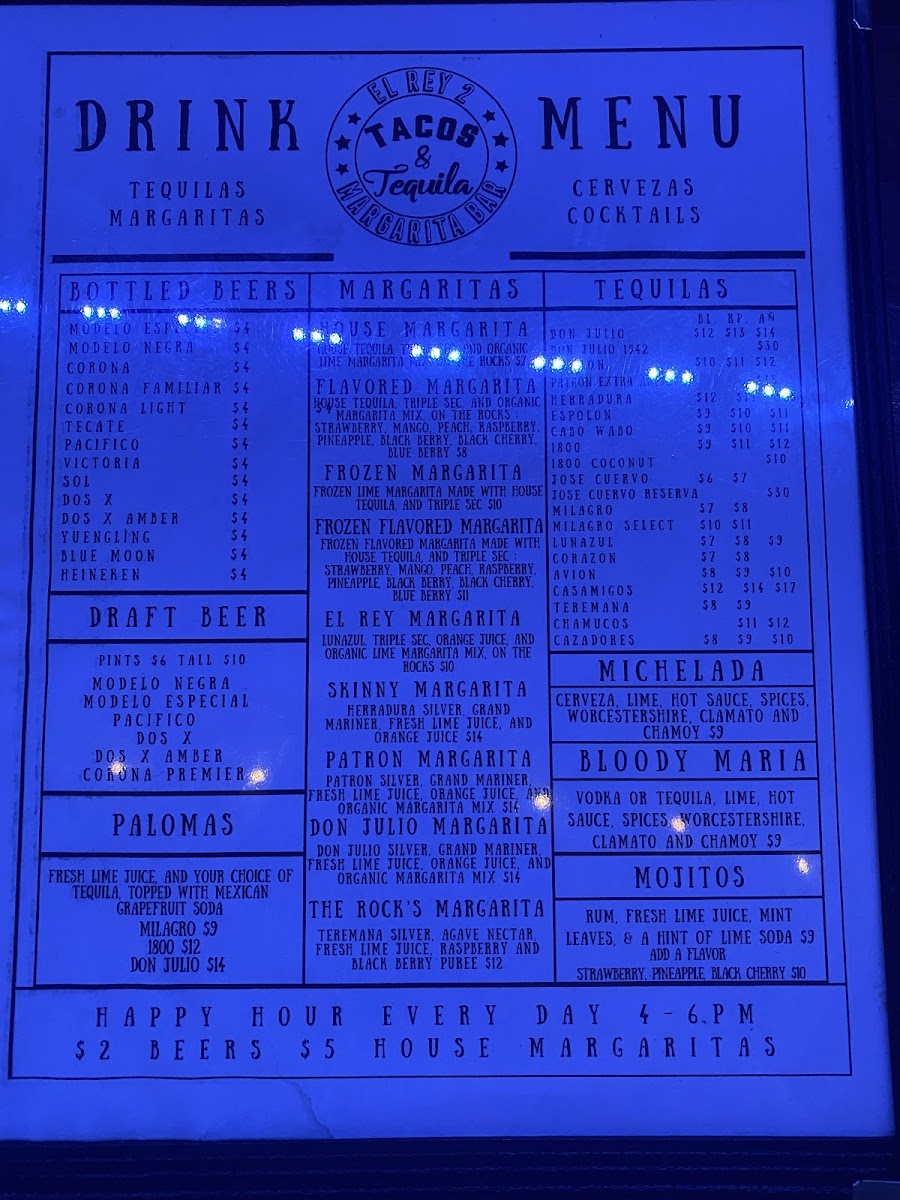 DRINK MENU
EL REY 2
TACOS
&
Tequila
MARGARITA BAR
TEQUILAS
MARGARITAS
CERVEZAS
COCKTAILS
BOTTLED BEERS
MODELO ESPECIAL $4
MODELO NEGRA $4
CORONA $4
CORONA FAMILIAR $4
CORONA LIGHT $4
TECATE $4
PACIFICO $4
VICTORIA $4
SOL $4
DOS X $4
DOS X AMBER $4
YUENGLING $4
BLUE MOON $4
HEINEKEN $4
DRAFT BEER
PINTS $6 TALL $10
MODELO NEGRA
MODELO ESPECIAL
PACIFICO
DOS X
DOS X AMBER
CORONA PREMIER
PALOMAS
FRESH LIME JUICE, AND YOUR CHOICE OF
TEQUILA, TOPPED WITH MEXICAN
GRAPEFRUIT SODA
MILAGRO $9
1800 $12
DON JULIO $14
MARGARITAS
HOUSE MARGARITA
HOUSE TEQUILA, AND ORGANIC
LIME MARGARITA ROCKS $7
FLAVORED MARGARITA
HOUSE TEQUILA, TRIPLE SEC, AND ORGANIC
MARGARITA MIX, ON THE ROCKS :
STRAWBERRY, MANGO, PEACH, RASPBERRY,
PINEAPPLE, BLACK BERRY, BLACK CHERRY,
BLUE BERRY $8
FROZEN MARGARITA
FROZEN LIME MARGARITA MADE WITH HOUSE
TEQUILA, AND TRIPLE SEC $10
FROZEN FLAVORED MARGARITA
FROZEN FLAVORED MARGARITA MADE WITH
HOUSE TEQUILA, AND TRIPLE SEC :
STRAWBERRY, MANGO, PEACH, RASPBERRY,
PINEAPPLE, BLACK BERRY, BLACK CHERRY,
BLUE BERRY $11
EL REY MARGARITA
LUNAZUL, TRIPLE SEC, ORANGE JUICE, AND
ORGANIC LIME MARGARITA MIX, ON THE
ROCKS $10
SKINNY MARGARITA
HERRADURA SILVER, GRAND
MARINER, FRESH LIME JUICE, AND
ORANGE JUICE $14
PATRON MARGARITA
PATRON SILVER, GRAND MARINER,
FRESH LIME JUICE, ORANGE JUICE, AND
ORGANIC MARGARITA MIX $14
DON JULIO MARGARITA
DON JULIO SILVER, GRAND MARINER,
FRESH LIME JUICE, ORANGE JUICE, AND
ORGANIC MARGARITA MIX $14
THE ROCK'S MARGARITA
TEREMANA SILVER, AGAVE NECTAR,
FRESH LIME JUICE, RASPBERRY AND
BLACK BERRY PUREE $12
TEQUILAS
BL. RP. AÑ
DON JULIO $12 $13 $14
DON JULIO 1942 $30
$10 $11 $12
PATRON EXTRA
HERRADURA $12
ESPOLON $9 $10 $11
CABO WABO $9 $10 $11
1800 $9 $11 $12
1800 COCONUT $10
JOSE CUERVO $6 $7
JOSE CUERVO RESERVA $30
MILAGRO $7 $8
MILAGRO SELECT $10 $11
LUNAZUL $7 $8 $9
CORAZON $7 $8
AVION $8 $9 $10
CASAMIGOS $12 $14 $17
TEREMANA $8 $9
CHAMUCOS $11 $12
CAZADORES $8 $9 $10
MICHELADA
CERVEZA, LIME, HOT SAUCE, SPICES,
WORCESTERSHIRE, CLAMATO AND
CHAMOY $9
BLOODY MARIA
VODKA OR TEQUILA, LIME, HOT
SAUCE, SPICES, WORCESTERSHIRE,
CLAMATO AND CHAMOY $9
MOJITOS
RUM, FRESH LIME JUICE, MINT
LEAVES, & A HINT OF LIME SODA $9
ADD A FLAVOR
STRAWBERRY, PINEAPPLE, BLACK CHERRY $10
HAPPY HOUR EVERY DAY 4-6.PM
$2 BEERS $5 HOUSE MARGARITAS